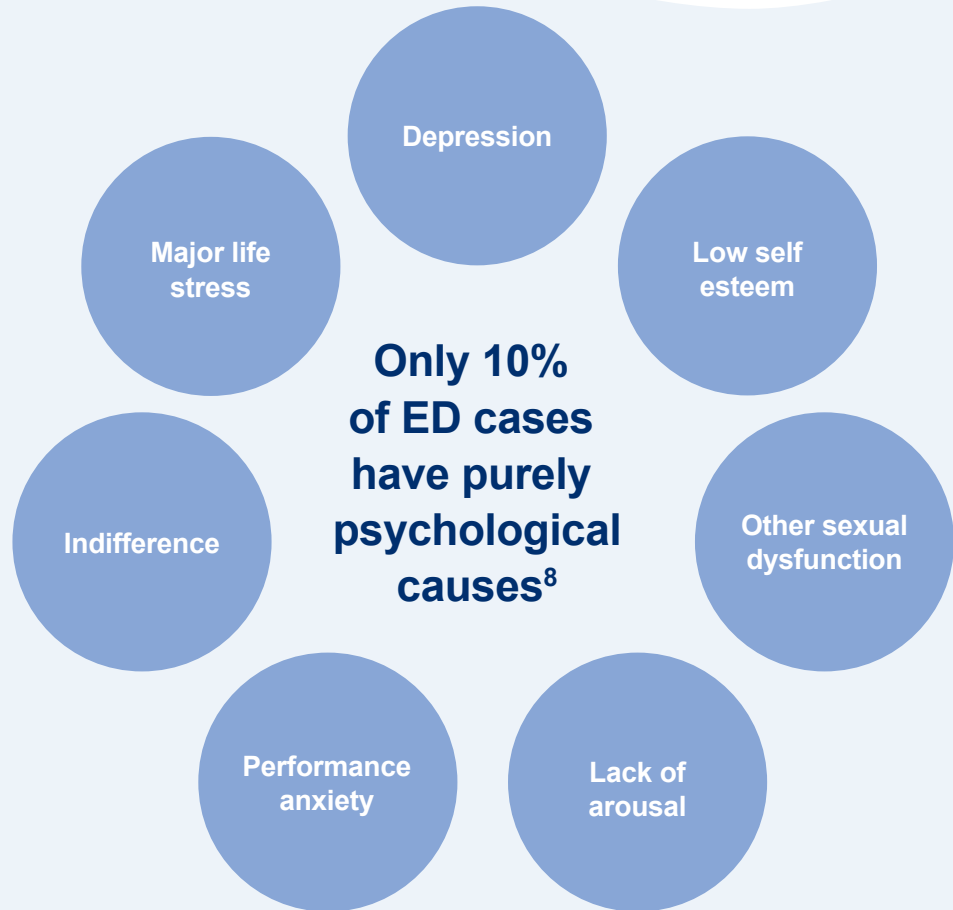 Depression
Major life
stress
Low self
esteem
Only 10%
of ED cases
have purely
psychological
causes⁸
Indifference
Other sexual
dysfunction
Performance
anxiety
Lack of
arousal